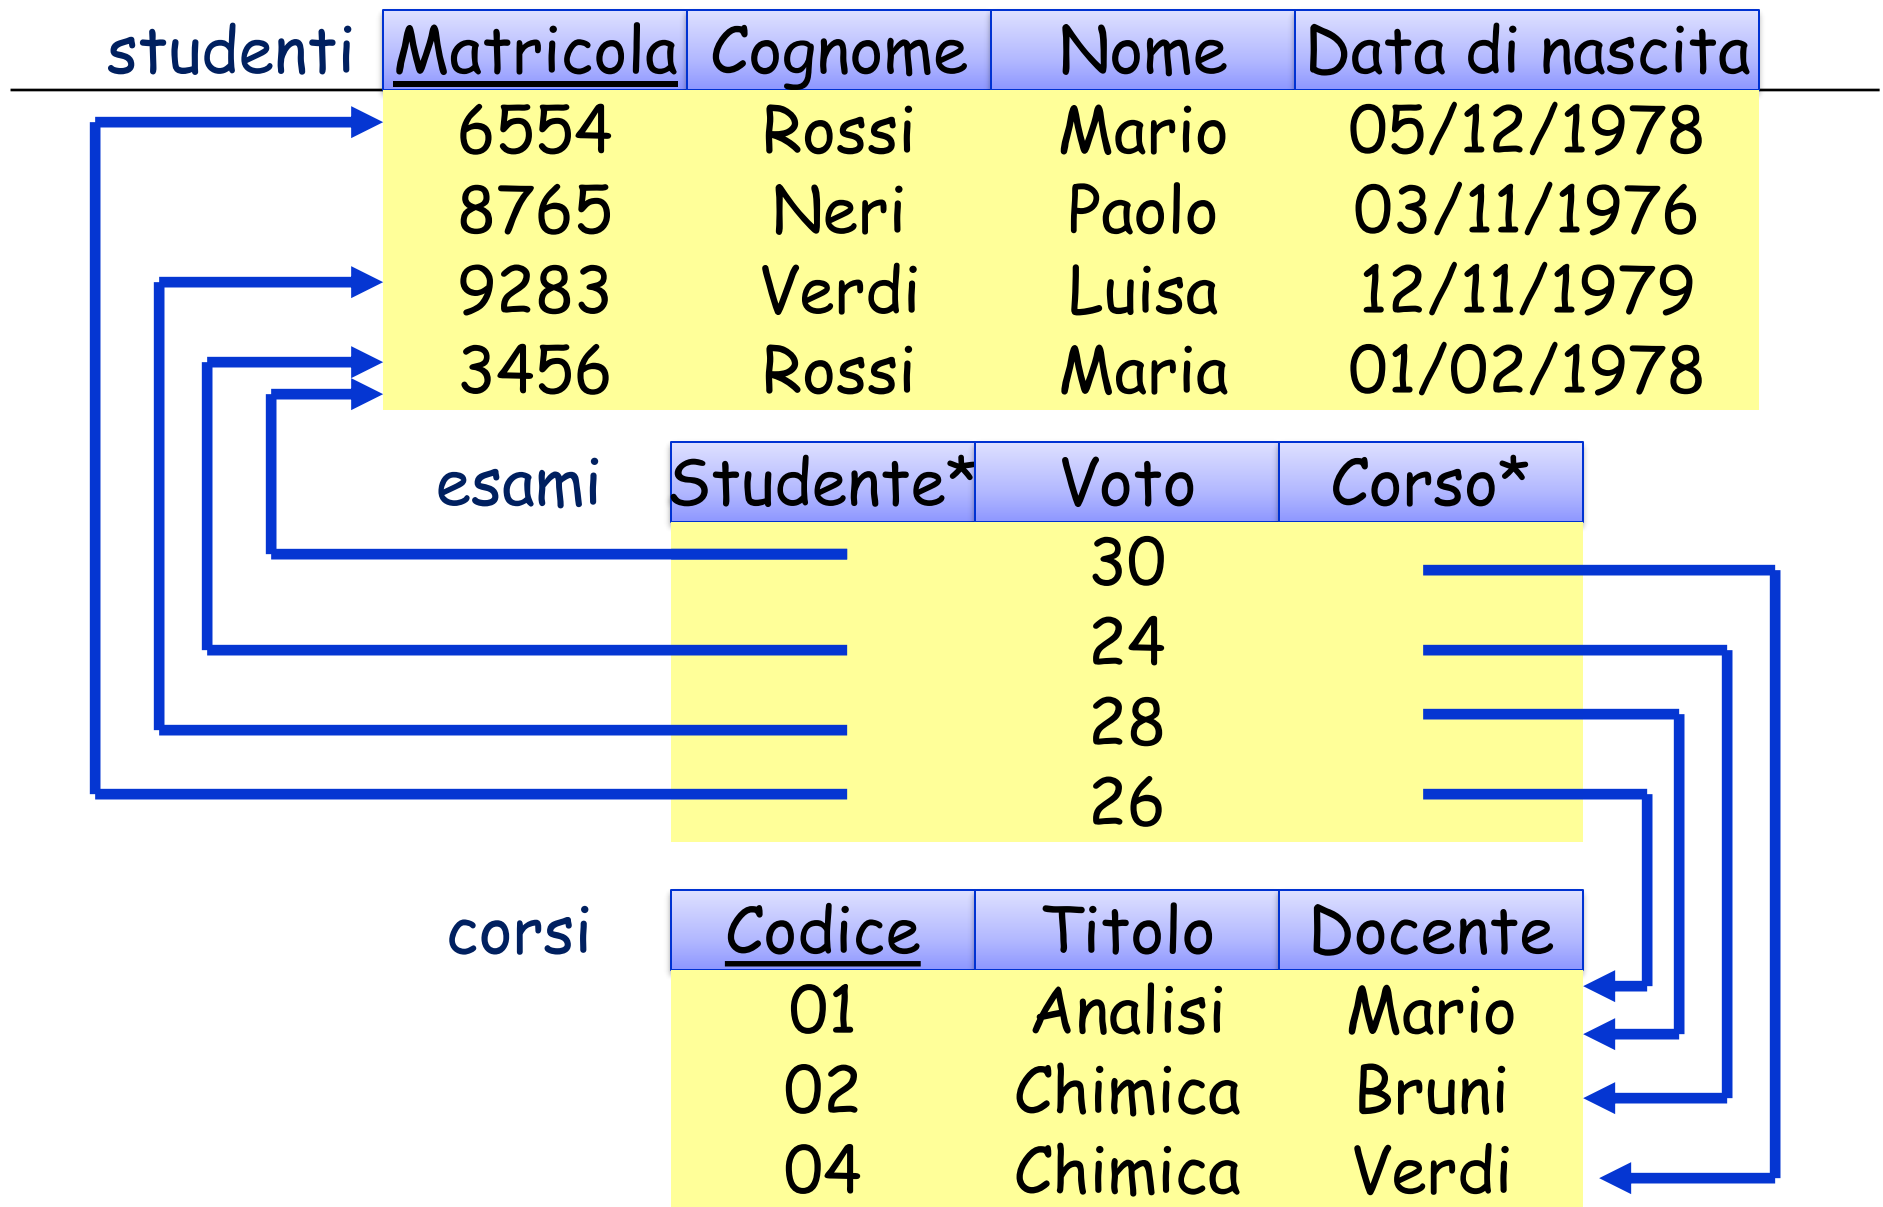 studenti Matricola Cognome Nome Data di nascita
6554 Rossi Mario 05/12/1978
8765 Neri Paolo 03/11/1976
9283 Verdi Luisa 12/11/1979
3456 Rossi Maria 01/02/1978
esami Studente* Voto Corso*
30
24
28
26
corsi Codice Titolo Docente
01 Analisi Mario
02 Chimica Bruni
04 Chimica Verdi